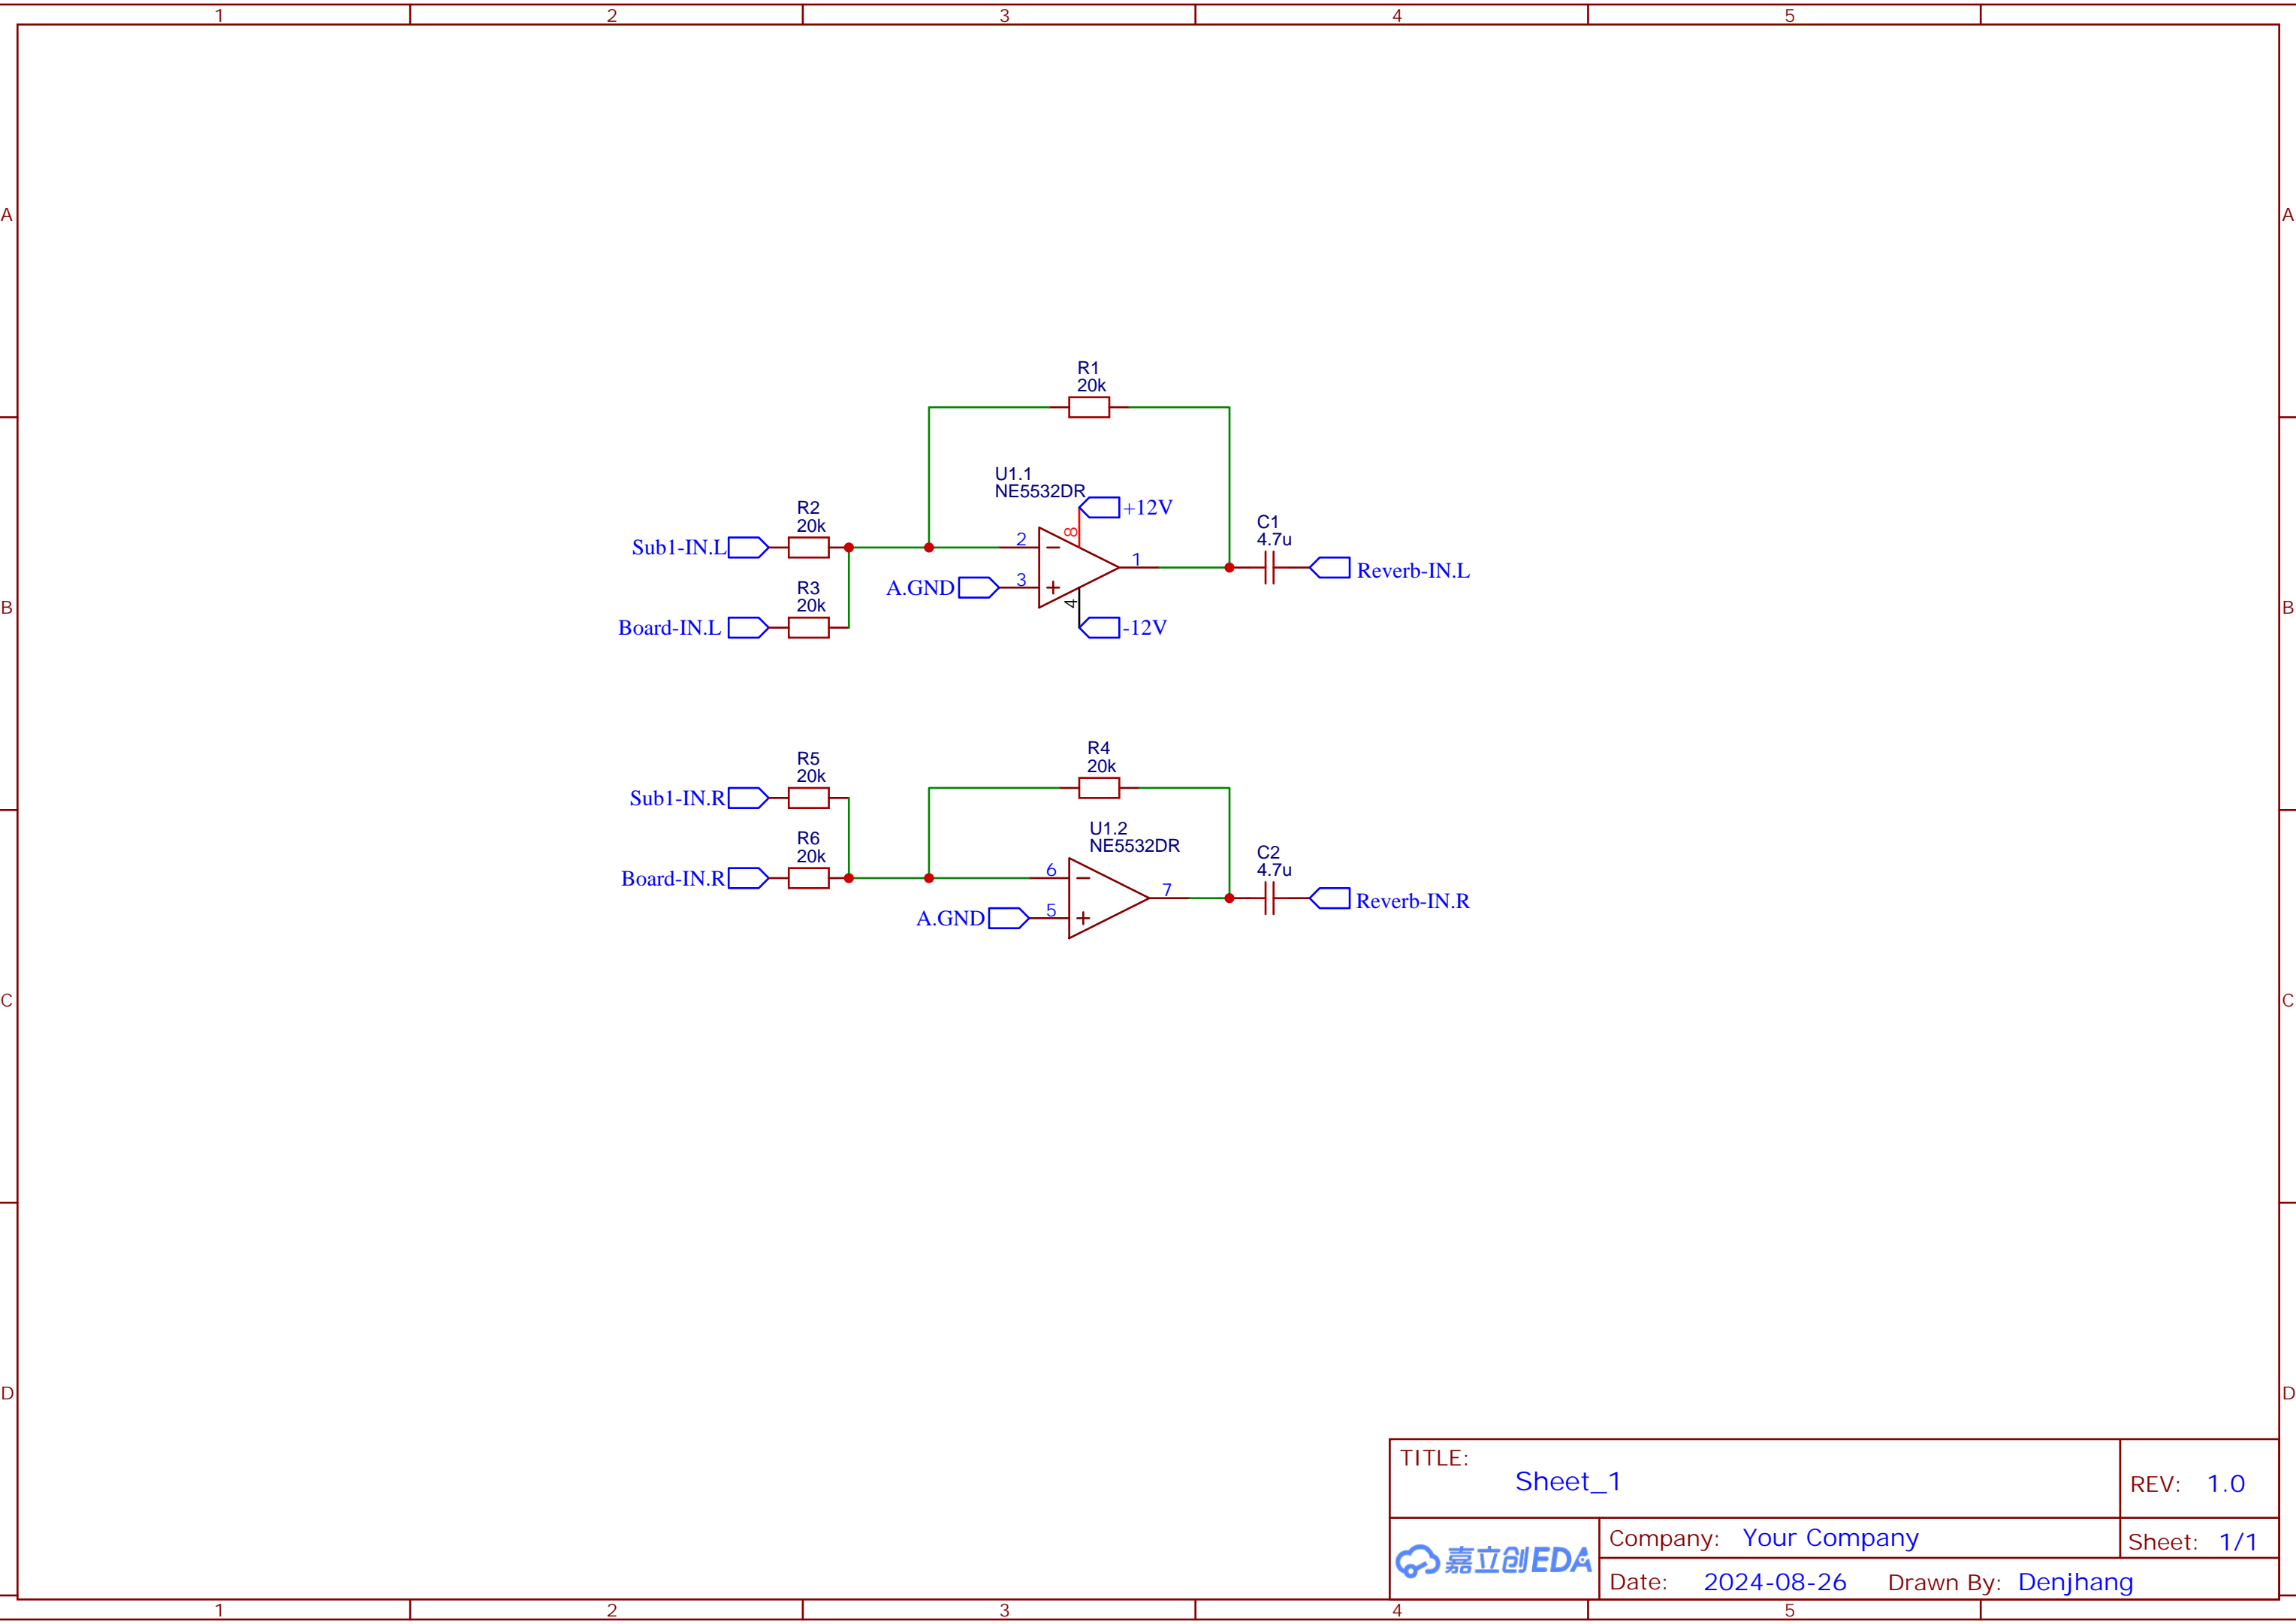 1 2 3 4 5
A A
R1
20k
U1.1
NE5532DR
+12V
8
R2
20k
C1
4.7u
Sub1-IN.L
2
1
Reverb-IN.L
A.GND
3
R3
20k
4
B B
Board-IN.L
-12V
R4
20k
R5
20k
Sub1-IN.R
U1.2
NE5532DR
R6
20k
C2
4.7u
Board-IN.R
6
7
Reverb-IN.R
A.GND
5
C C
D D
TITLE:
Sheet_1
REV: 1.0
嘉立创EDA
Company: Your Company
Sheet: 1/1
Date: 2024-08-26 Drawn By: Denjhang
1 2 3 4 5